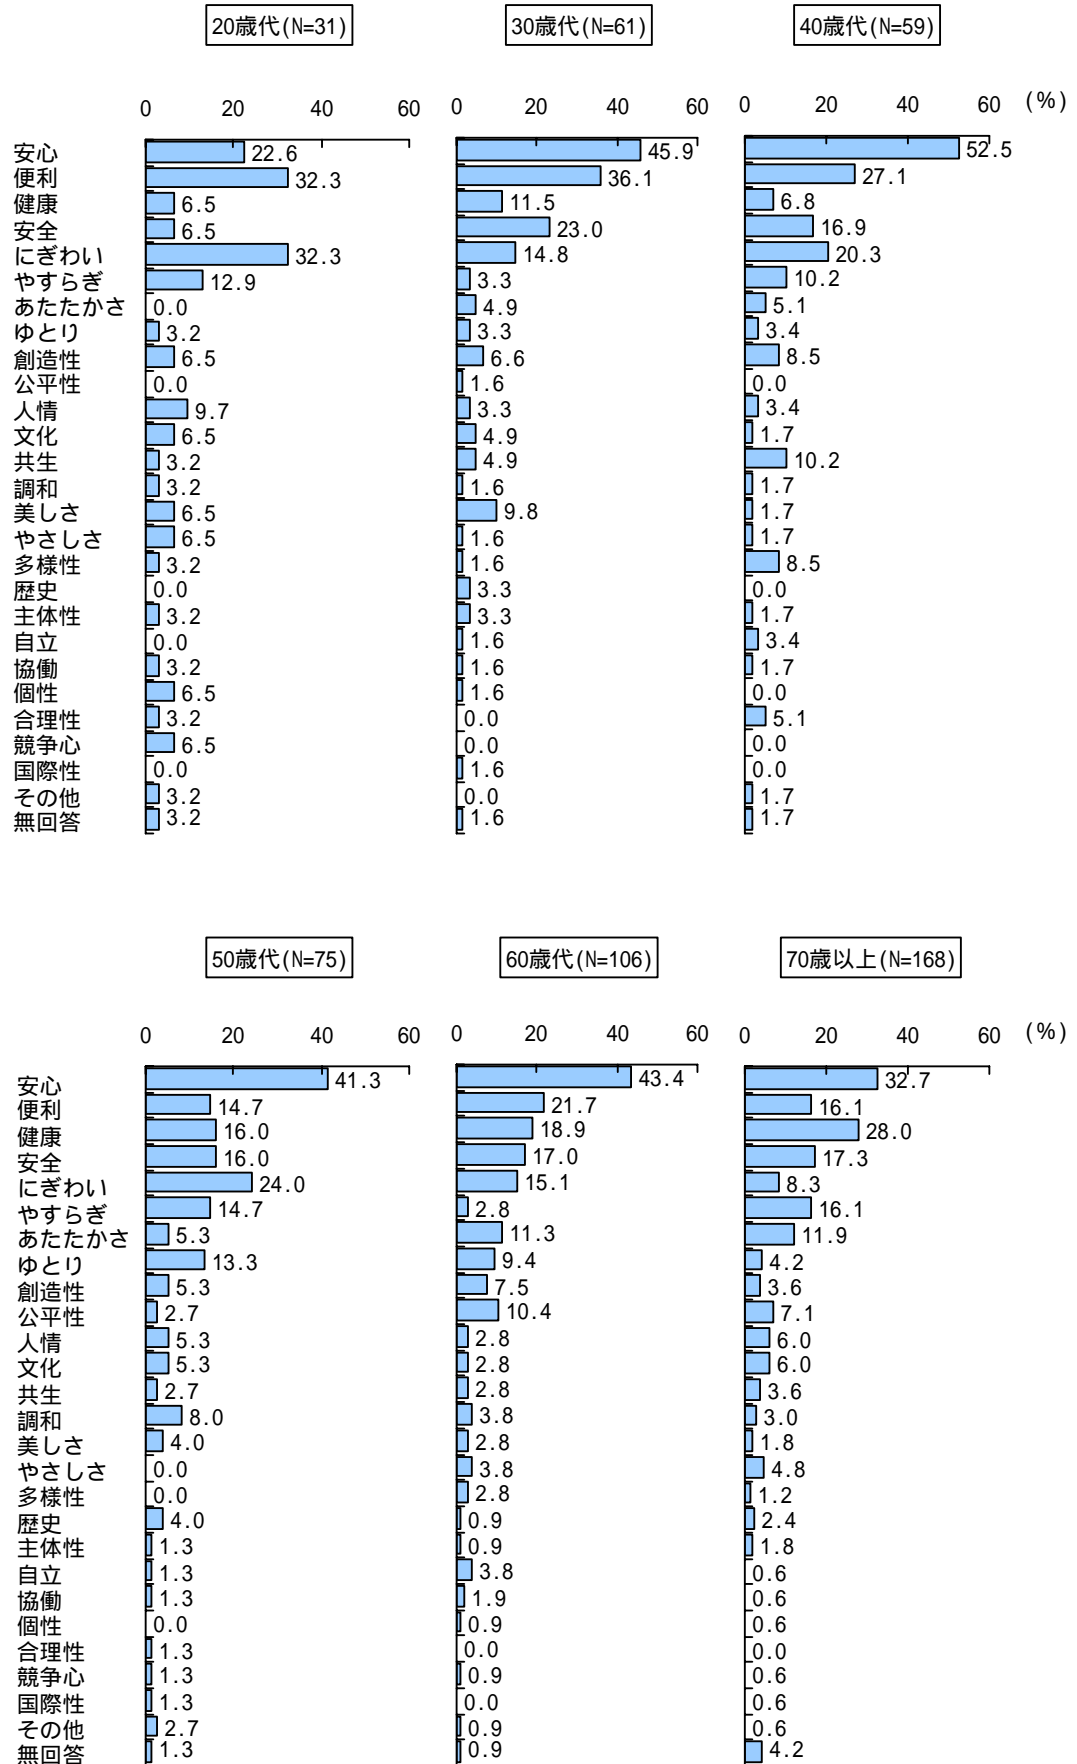 20歳代(N=31) 30歳代(N=61) 40歳代(N=59)
0 20 40 60 0 20 40 60 0 20 40 60 (%)
安心 22.6 45.9 52.5
便利 32.3 36.1 27.1
健康 6.5 11.5 6.8
安全 6.5 23.0 16.9
にぎわい 32.3 14.8 20.3
やすらぎ 12.9 3.3 10.2
あたたかさ 0.0 4.9 5.1
ゆとり 3.2 3.3 3.4
創造性 6.5 6.6 8.5
公平性 0.0 1.6 0.0
人情 9.7 3.3 3.4
文化 6.5 4.9 1.7
共生 3.2 4.9 10.2
調和 3.2 1.6 1.7
美しさ 6.5 9.8 1.7
やさしさ 6.5 1.6 1.7
多様性 3.2 1.6 8.5
歴史 0.0 3.3 0.0
主体性 3.2 3.3 1.7
自立 0.0 1.6 3.4
協働 3.2 1.6 1.7
個性 6.5 1.6 0.0
合理性 3.2 0.0 5.1
競争心 6.5 0.0 0.0
国際性 0.0 1.6 0.0
その他 3.2 0.0 1.7
無回答 3.2 1.6 1.7
50歳代(N=75) 60歳代(N=106) 70歳以上(N=168)
0 20 40 60 0 20 40 60 0 20 40 60 (%)
安心 41.3 43.4 32.7
便利 14.7 21.7 16.1
健康 16.0 18.9 28.0
安全 16.0 17.0 17.3
にぎわい 24.0 15.1 8.3
やすらぎ 14.7 2.8 16.1
あたたかさ 5.3 11.3 11.9
ゆとり 13.3 9.4 4.2
創造性 5.3 7.5 3.6
公平性 2.7 10.4 7.1
人情 5.3 2.8 6.0
文化 5.3 2.8 6.0
共生 2.7 2.8 3.6
調和 8.0 3.8 3.0
美しさ 4.0 2.8 1.8
やさしさ 0.0 3.8 4.8
多様性 0.0 2.8 1.2
歴史 4.0 0.9 2.4
主体性 1.3 0.9 1.8
自立 1.3 3.8 0.6
協働 1.3 1.9 0.6
個性 0.0 0.9 0.6
合理性 1.3 0.0 0.0
競争心 1.3 0.9 0.6
国際性 1.3 0.0 0.6
その他 2.7 0.9 0.6
無回答 1.3 0.9 4.2